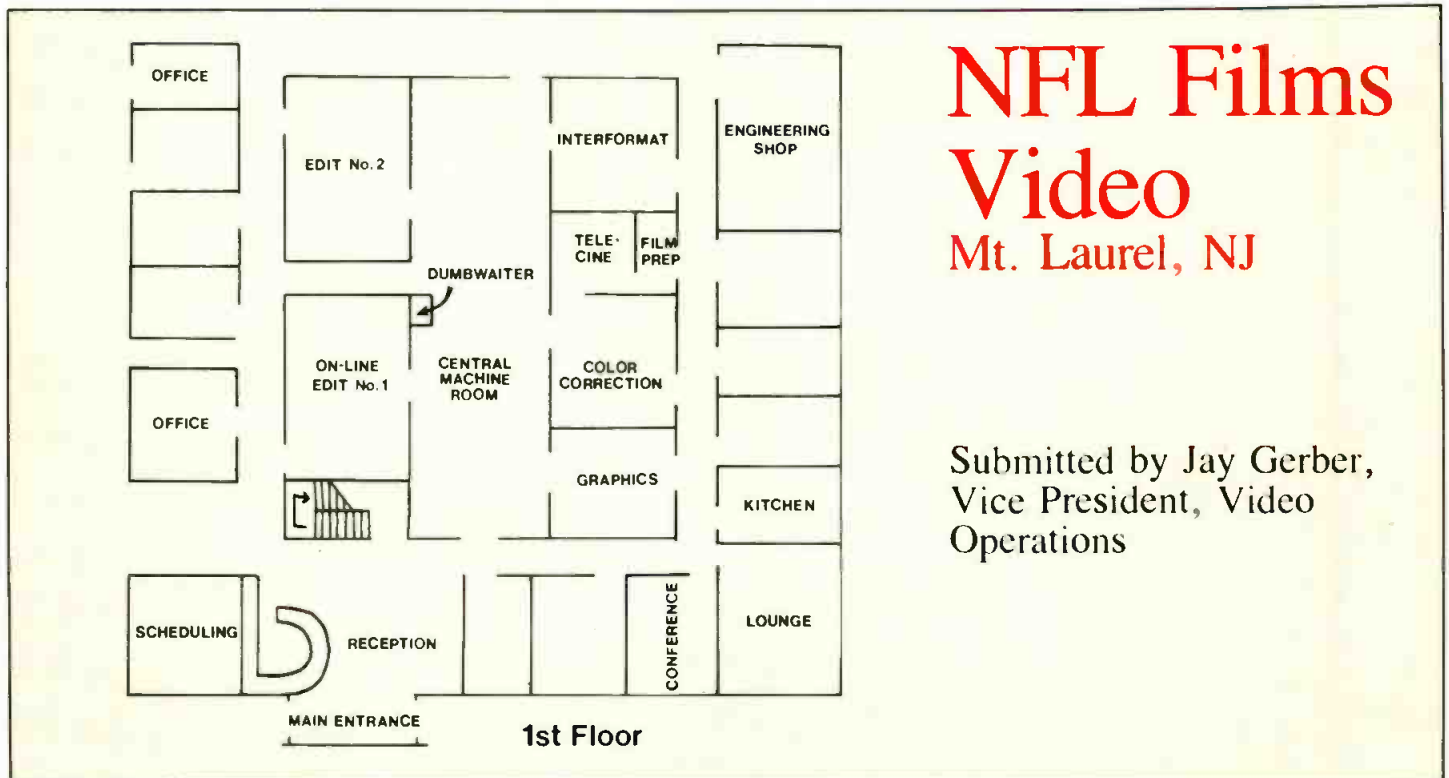 NFL Films
Video
Mt. Laurel, NJ
Submitted by Jay Gerber,
Vice President, Video
Operations
OFFICE
EDIT No. 2
INTERFORMAT
ENGINEERING
SHOP
TELE-
CINE
FILM
PREP
DUMBWAITER
ON-LINE
EDIT No. 1
CENTRAL
MACHINE
ROOM
COLOR
CORRECTION
OFFICE
GRAPHICS
KITCHEN
SCHEDULING
RECEPTION
CONFERENCE
LOUNGE
MAIN ENTRANCE
1st Floor